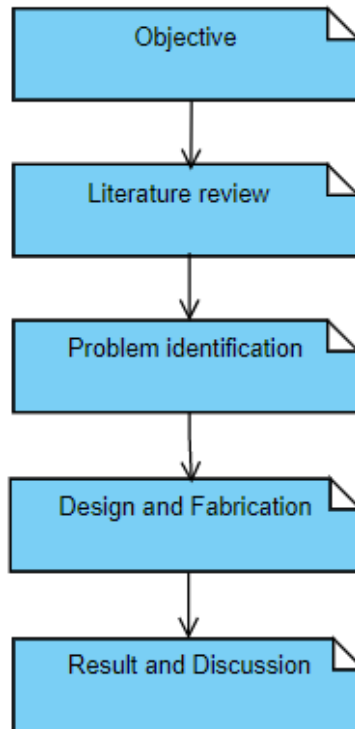 Objective
Literature review
Problem identification
Design and Fabrication
Result and Discussion